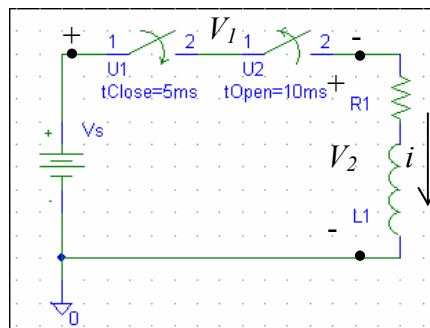 + 1 2 V1 1 2 -
U1 U2 +
tClose=5ms tOpen=10ms R1
+ Vs
V2 i
-
- L1
0